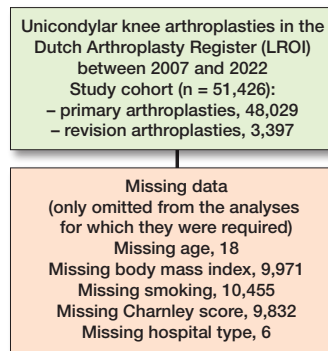 Unicondylar knee arthroplasties in the
Dutch Arthroplasty Register (LROI)
between 2007 and 2022
Study cohort (n = 51,426):
– primary arthroplasties, 48,029
– revision arthroplasties, 3,397
Missing data
(only omitted from the analyses
for which they were required)
Missing age, 18
Missing body mass index, 9,971
Missing smoking, 10,455
Missing Charnley score, 9,832
Missing hospital type, 6